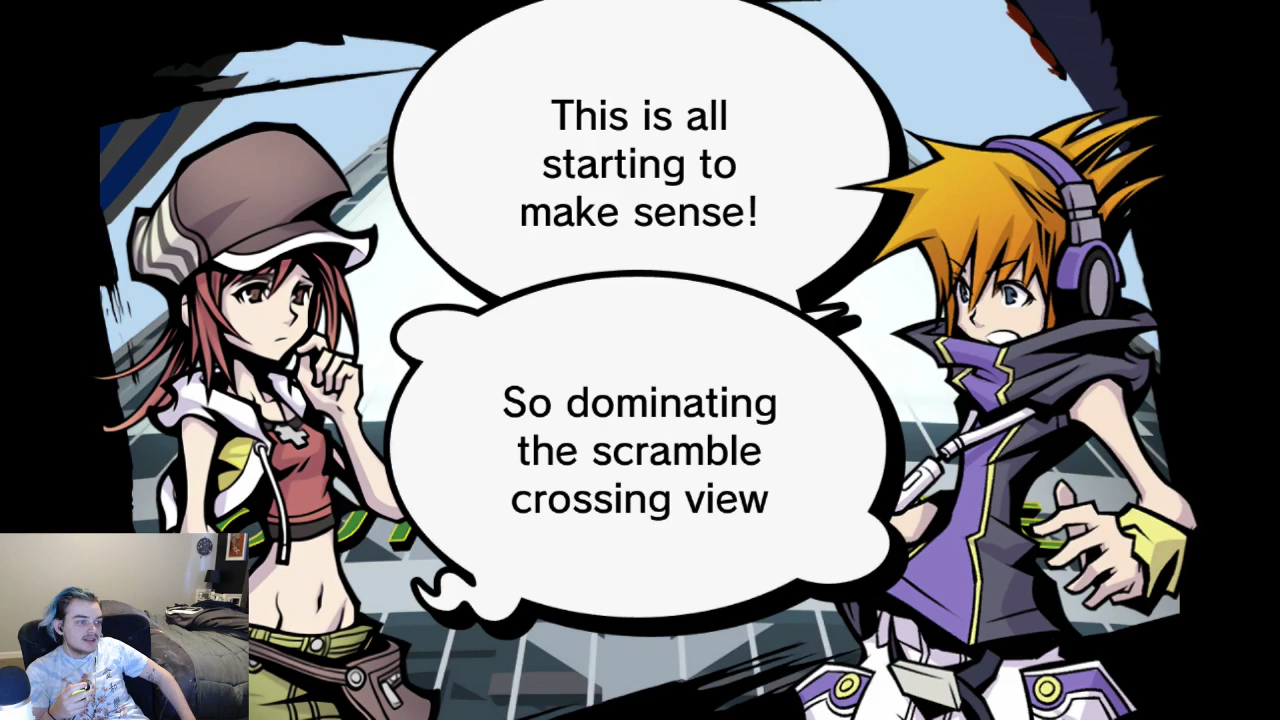 This is all
starting to
make sense!
So dominating
the scramble
crossing view